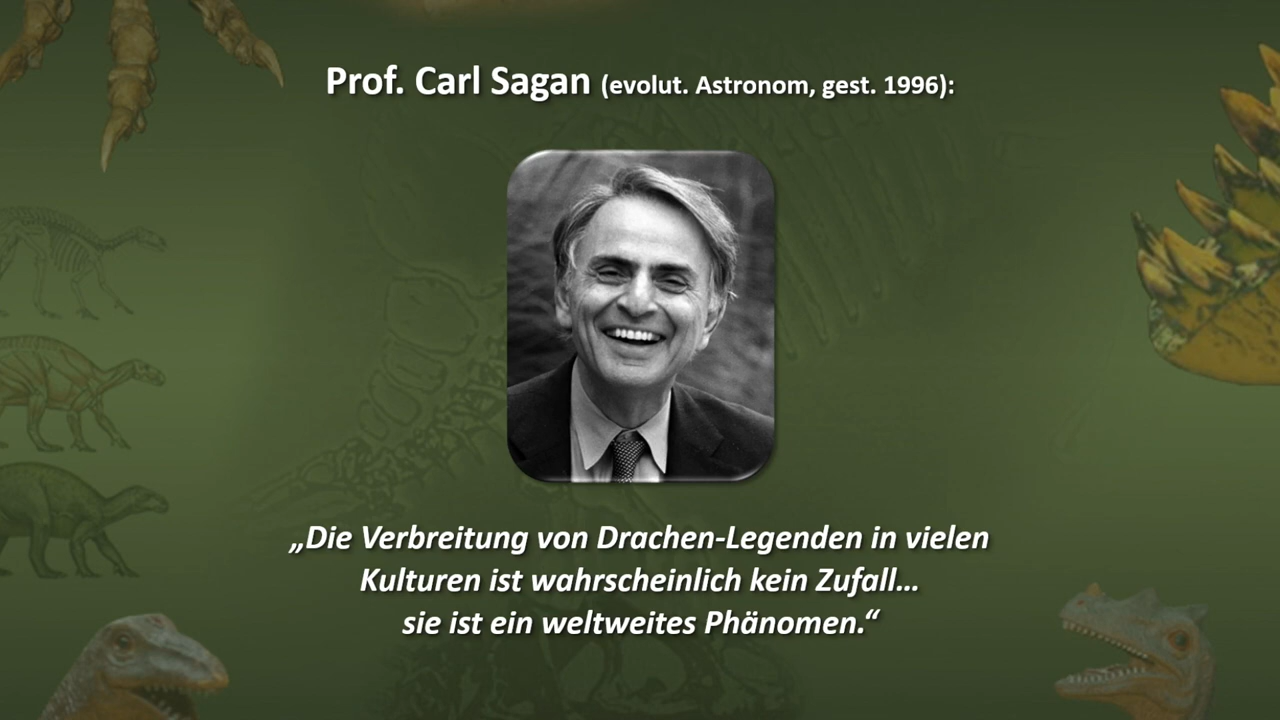 Prof. Carl Sagan (evolut. Astronom, gest. 1996):
„Die Verbreitung von Drachen-Legenden in vielen
Kulturen ist wahrscheinlich kein Zufall...
sie ist ein weltweites Phänomen.“